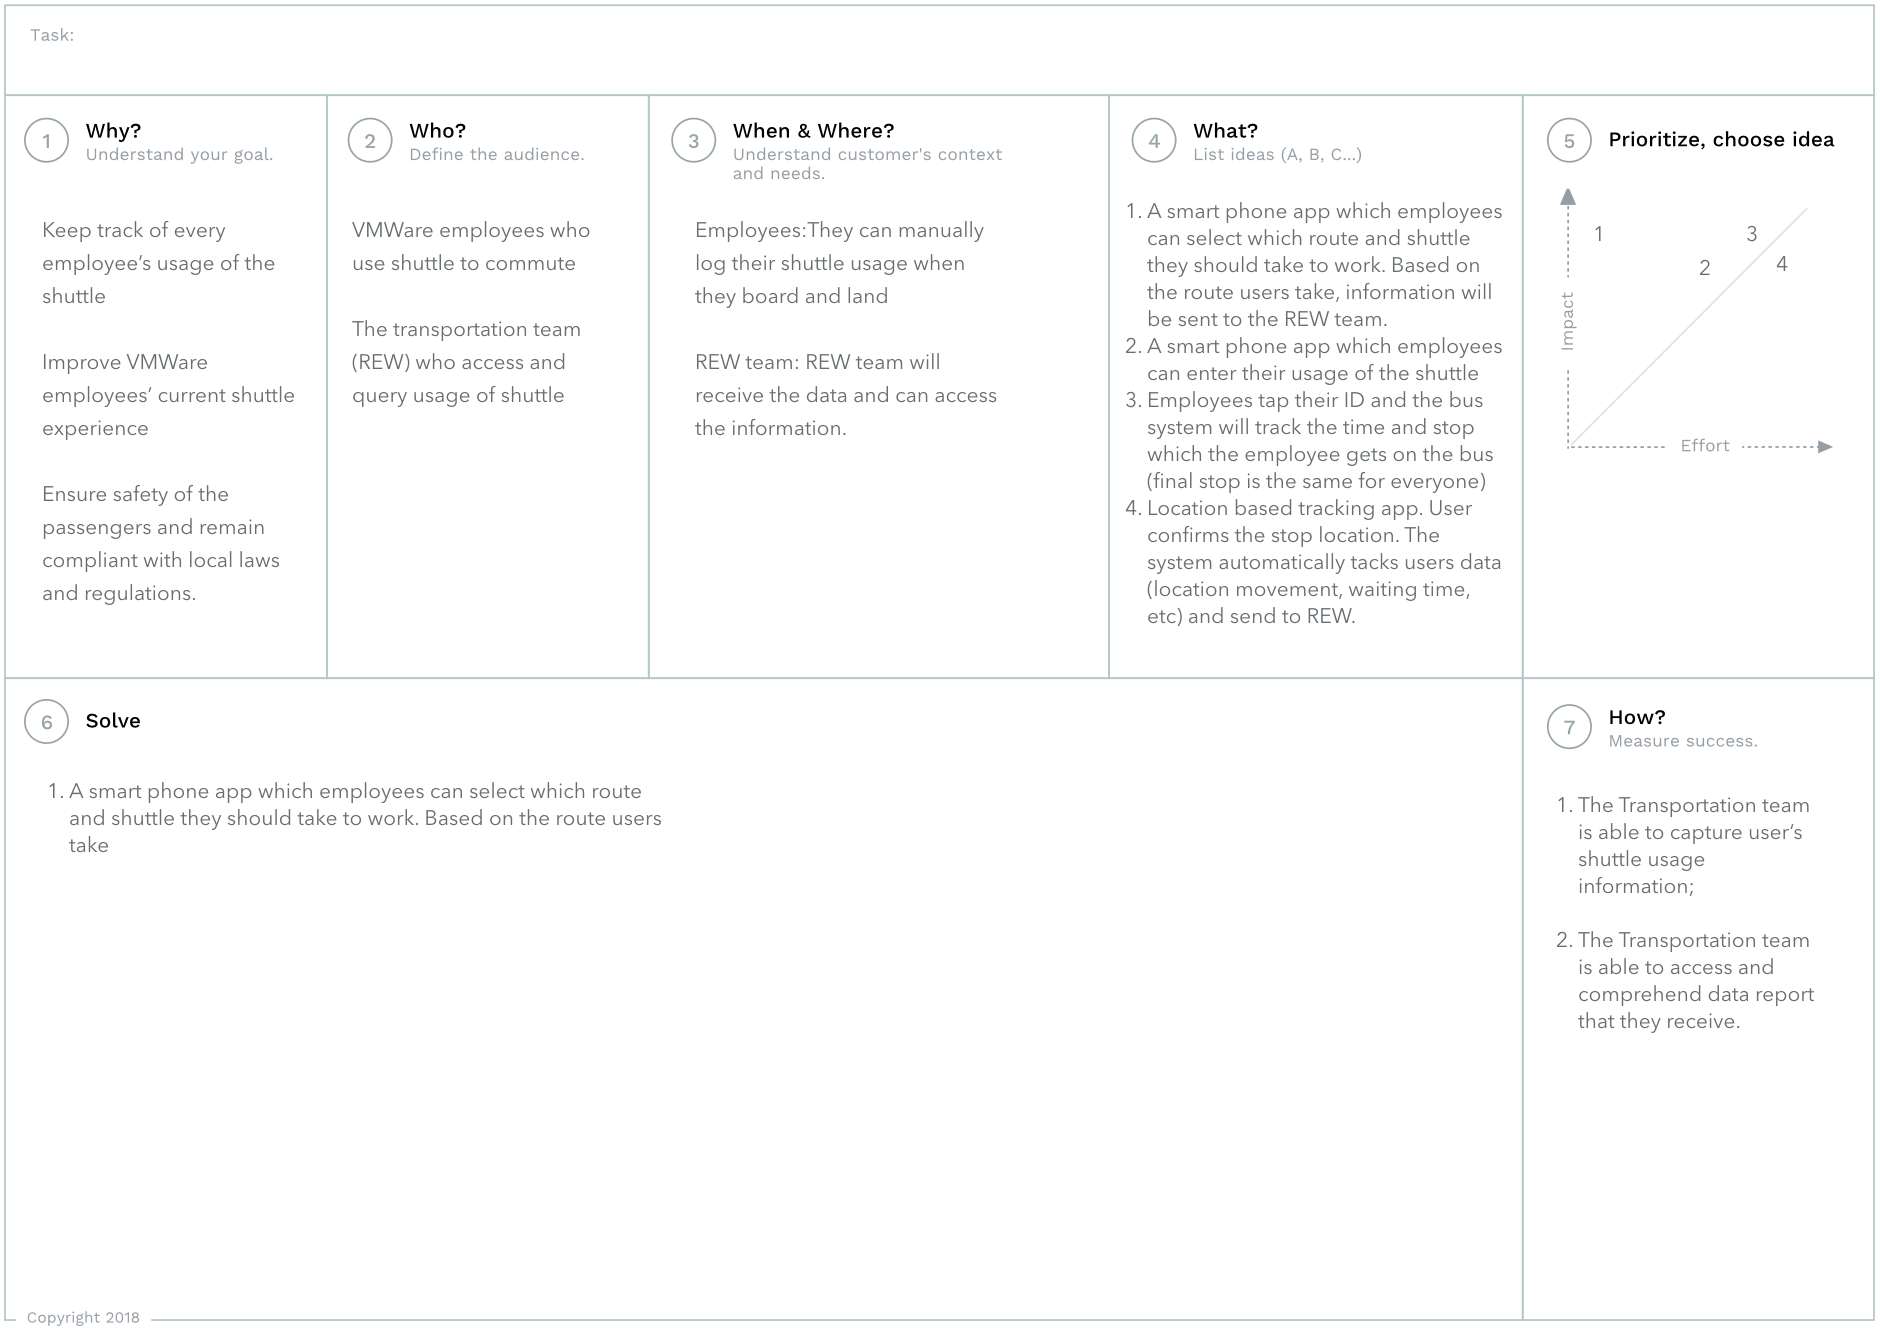 Task:
1
Why?
Understand your goal.
Keep track of every
employee’s usage of the
shuttle
Improve VMWare
employees’ current shuttle
experience
Ensure safety of the
passengers and remain
compliant with local laws
and regulations.
2
Who?
Define the audience.
VMWare employees who
use shuttle to commute
The transportation team
(REW) who access and
query usage of shuttle
3
When & Where?
Understand customer's context
and needs.
Employees:They can manually
log their shuttle usage when
they board and land
REW team: REW team will
receive the data and can access
the information.
4
What?
List ideas (A, B, C...)
1. A smart phone app which employees
can select which route and shuttle
they should take to work. Based on
the route users take, information will
be sent to the REW team.
2. A smart phone app which employees
can enter their usage of the shuttle
3. Employees tap their ID and the bus
system will track the time and stop
which the employee gets on the bus
(final stop is the same for everyone)
4. Location based tracking app. User
confirms the stop location. The
system automatically tacks users data
(location movement, waiting time,
etc) and send to REW.
5
Prioritize, choose idea
1
3
2
4
Impact
Effort
6
Solve
1. A smart phone app which employees can select which route
and shuttle they should take to work. Based on the route users
take
7
How?
Measure success.
1. The Transportation team
is able to capture user’s
shuttle usage
information;
2. The Transportation team
is able to access and
comprehend data report
that they receive.
Copyright 2018